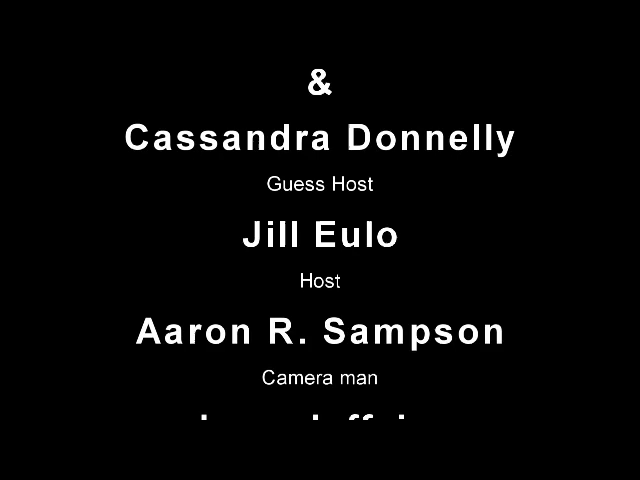 &
Cassandra Donnelly
Guess Host
Jill Eulo
Host
Aaron R. Sampson
Camera man